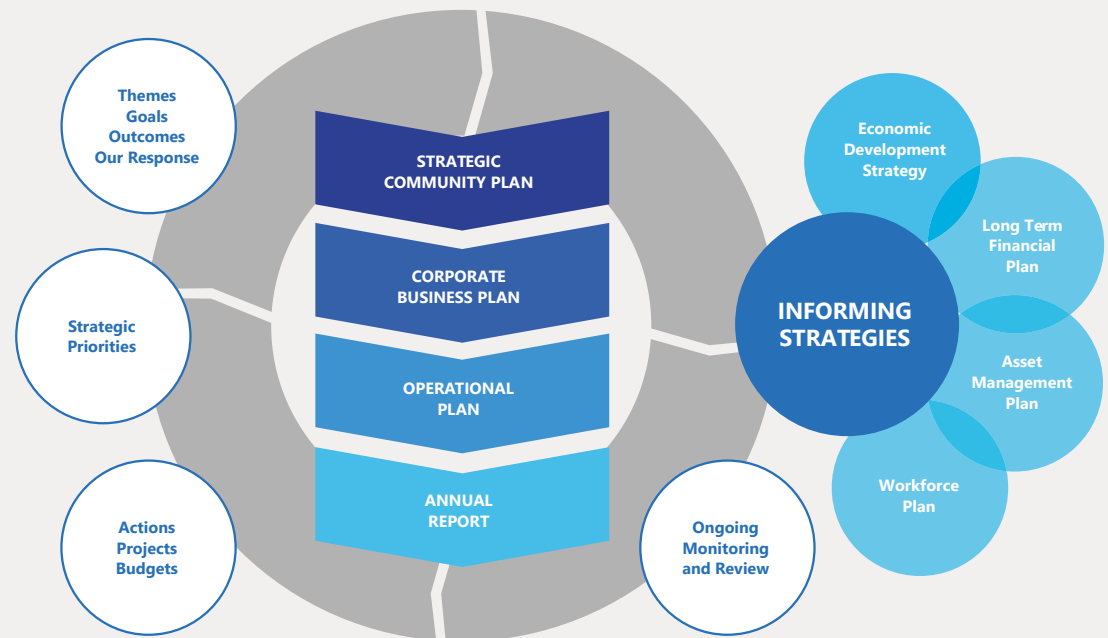 Themes
Goals
Outcomes
Our Response
Strategic
Priorities
Actions
Projects
Budgets
STRATEGIC
COMMUNITY PLAN
CORPORATE
BUSINESS PLAN
OPERATIONAL
PLAN
ANNUAL
REPORT
Ongoing
Monitoring
and Review
INFORMING
STRATEGIES
Economic
Development
Strategy
Long Term
Financial
Plan
Asset
Management
Plan
Workforce
Plan